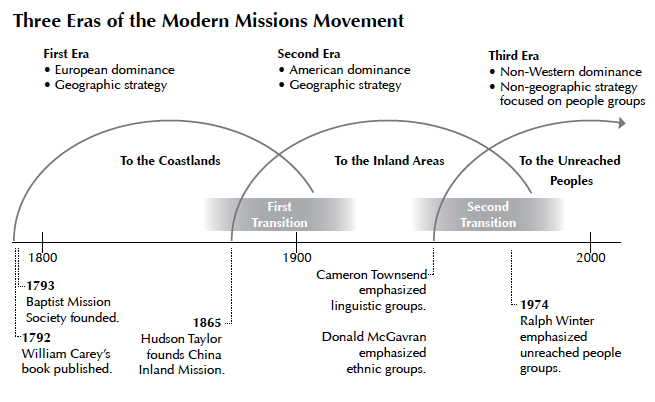 Three Eras of the Modern Missions Movement
First Era
• European dominance
• Geographic strategy
Second Era
• American dominance
• Geographic strategy
Third Era
• Non-Western dominance
• Non-geographic strategy
focused on people groups
To the Coastlands
To the Inland Areas
To the Unreached
Peoples
First
Transition
Second
Transition
1800
1900
2000
1793
Baptist Mission
Society founded.
1792
William Carey's
book published.
1865
Hudson Taylor
founds China
Inland Mission.
Cameron Townsend
emphasized
linguistic groups.
Donald McGavran
emphasized
ethnic groups.
1974
Ralph Winter
emphasized
unreached people
groups.